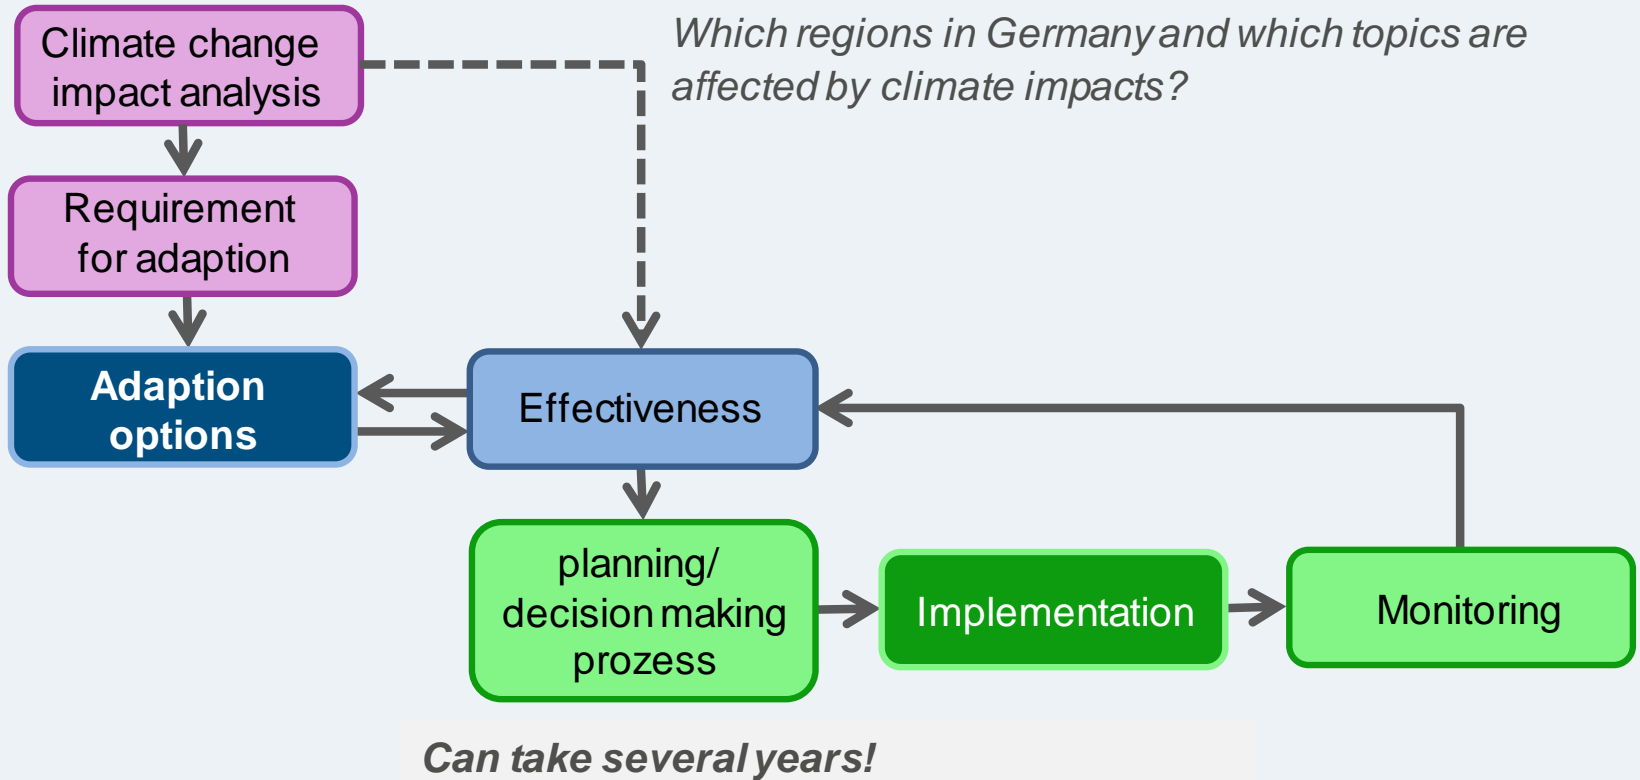 Climate change
impact analysis
Which regions in Germany and which topics are
affected by climate impacts?
Requirement
for adaption
Adaption
options
Effectiveness
planning/
decision making
prozess
Implementation
Monitoring
Can take several years!